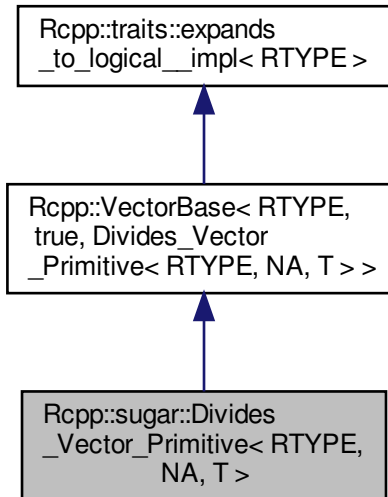 Rcpp::traits::expands
_to_logical__impl< RTYPE >
Rcpp::VectorBase< RTYPE,
true, Divides_Vector
_Primitive< RTYPE, NA, T > >
Rcpp::sugar::Divides
_Vector_Primitive< RTYPE,
NA, T >